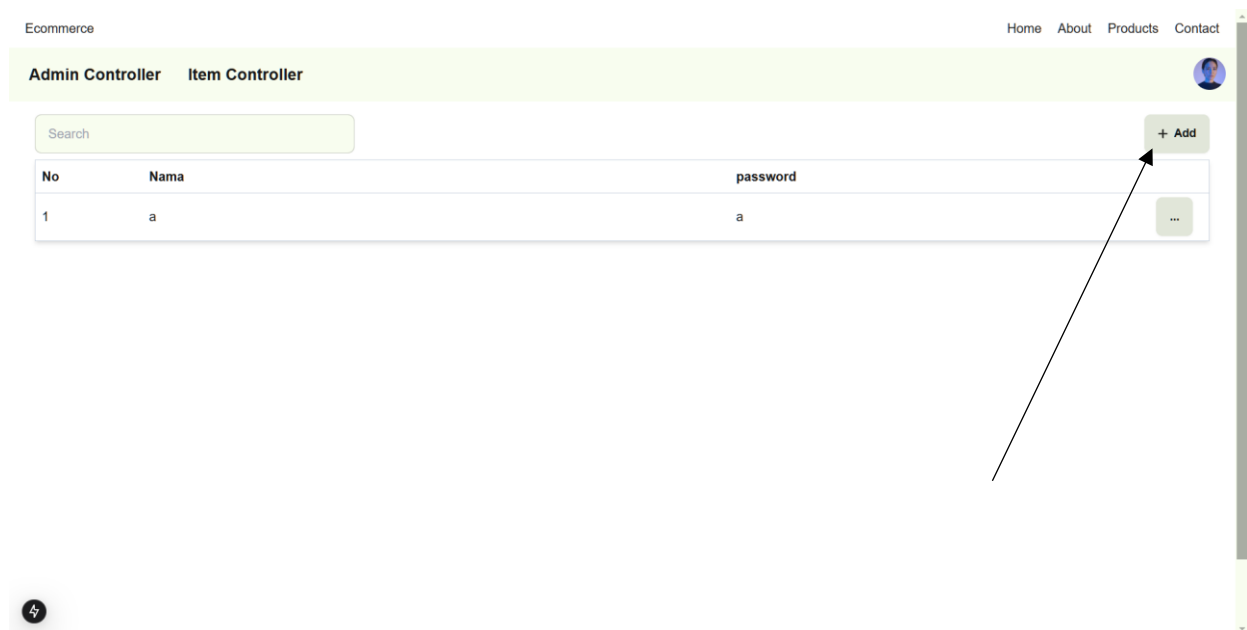 Ecommerce Home About Products Contact
Admin Controller Item Controller
Search + Add
No Nama password
1 a a ...